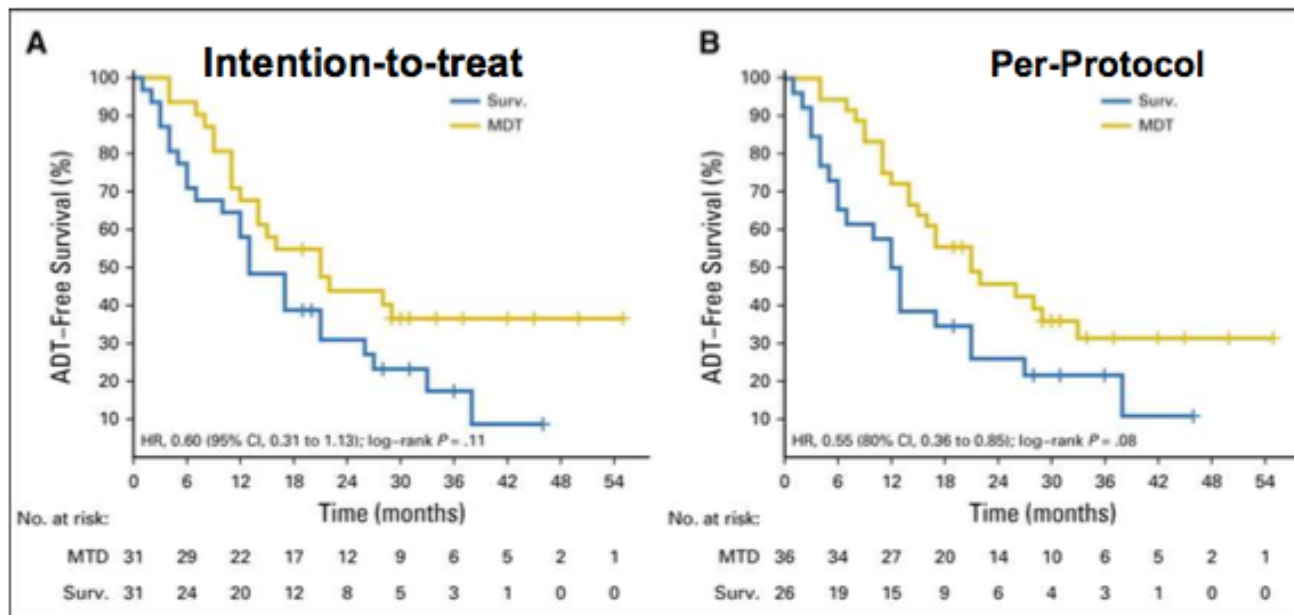 A Intention-to-treat
Surv.
MDT
ADT–Free Survival (%)
100
90
80
70
60
50
40
30
20
10
HR, 0.60 (95% CI, 0.31 to 1.13); log–rank P = .11
0 6 12 18 24 30 36 42 48 54
Time (months)
No. at risk:
MTD 31 29 22 17 12 9 6 5 2 1
Surv. 31 24 20 12 8 5 3 1 0 0
B Per-Protocol
Surv.
MDT
ADT–Free Survival (%)
100
90
80
70
60
50
40
30
20
10
HR, 0.55 (80% CI, 0.36 to 0.85); log–rank P = .08
0 6 12 18 24 30 36 42 48 54
Time (months)
No. at risk:
MTD 36 34 27 20 14 10 6 5 2 1
Surv. 26 19 15 9 6 4 3 1 0 0